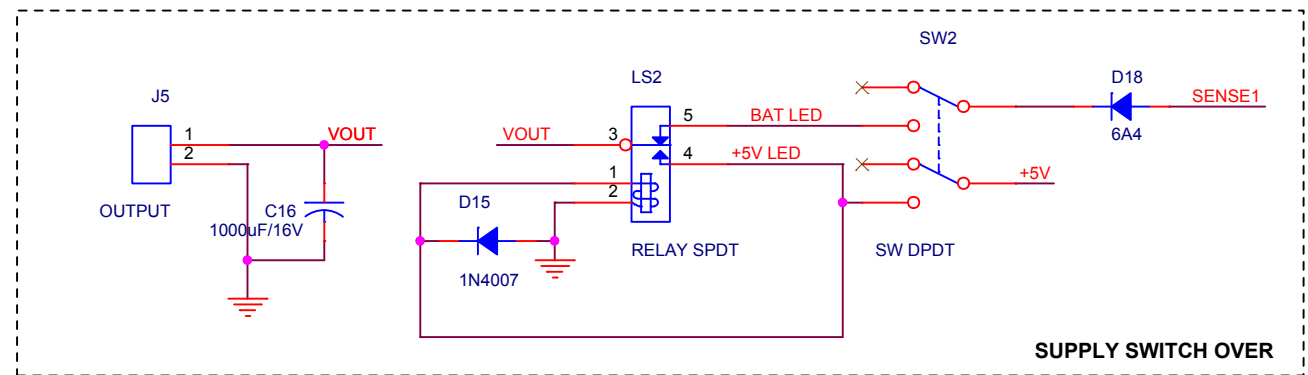 SW2
LS2
D18
J5
SENSE1
1
VOUT
VOUT
3
5
BAT LED
6A4
2
4
+5V LED
1
+5V
2
OUTPUT
C16
1000uF/16V
D15
RELAY SPDT
SW DPDT
1N4007
SUPPLY SWITCH OVER